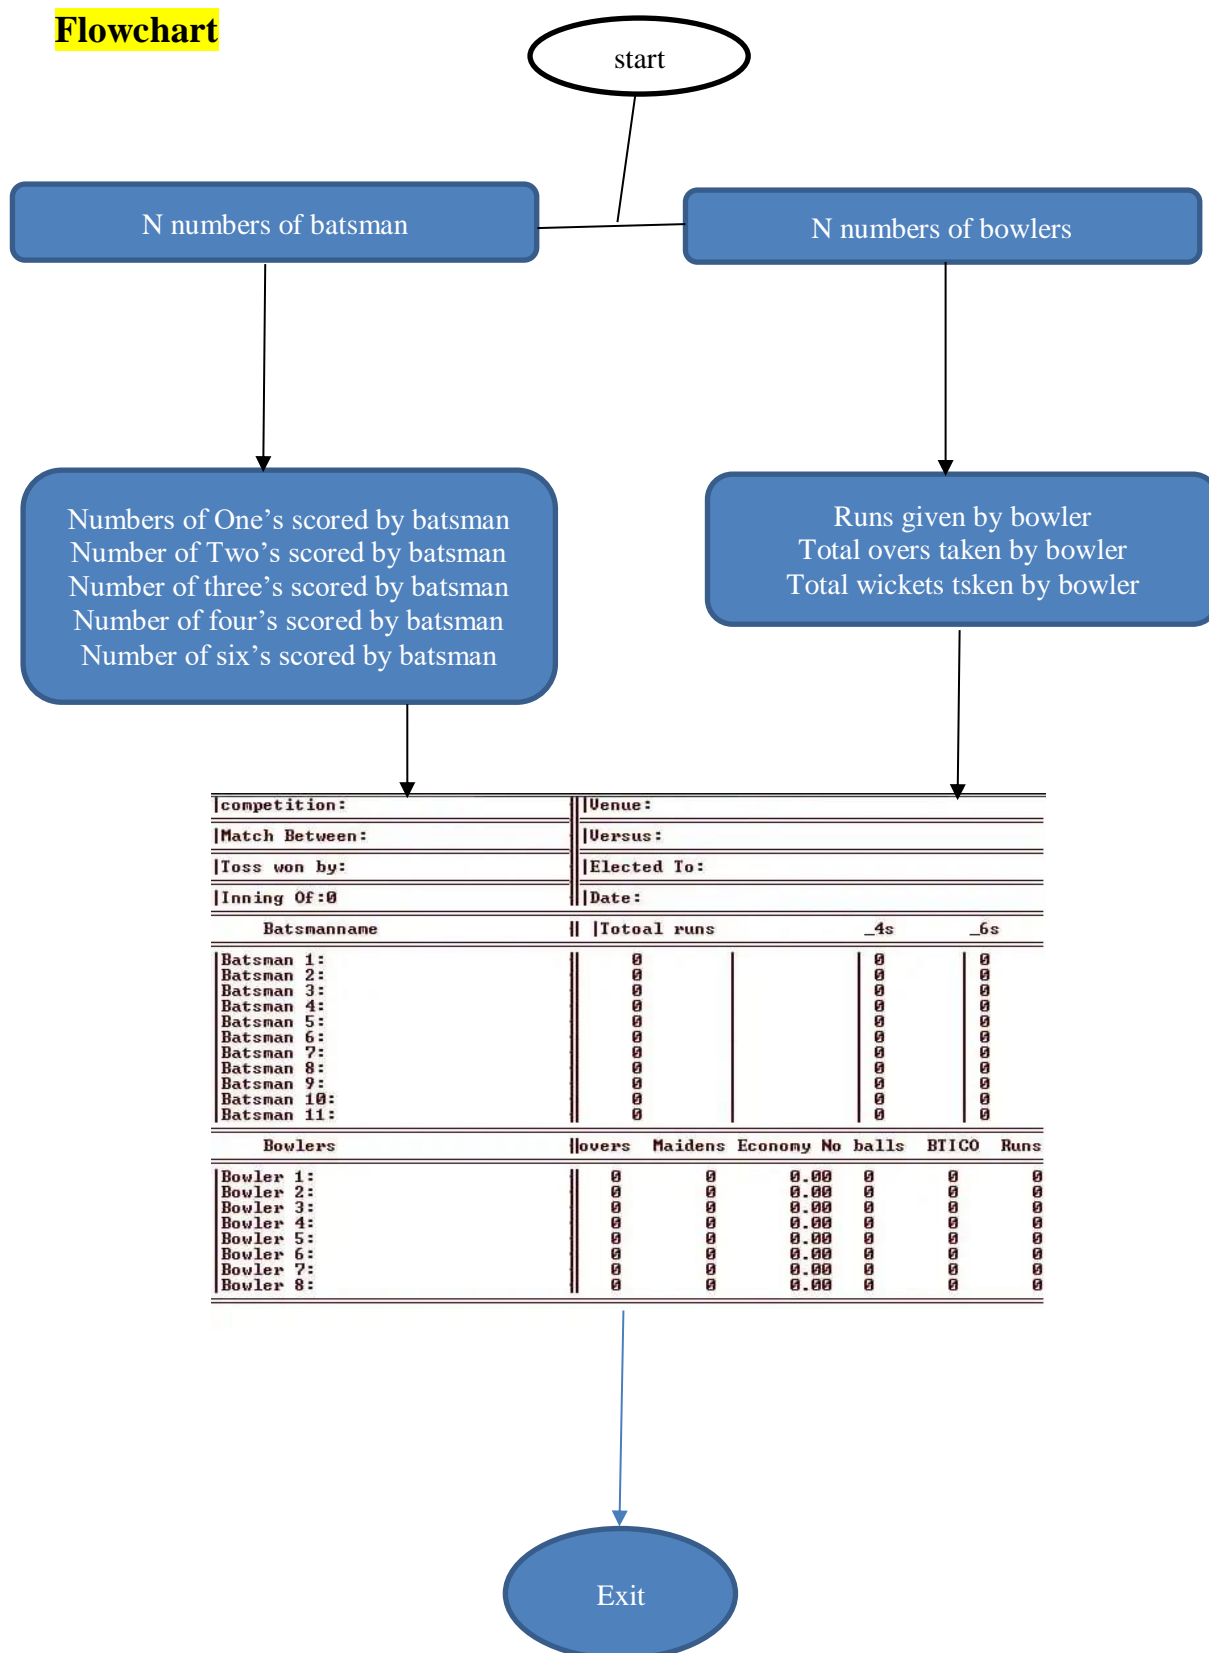 Flowchart
start
N numbers of batsman
N numbers of bowlers
Numbers of One’s scored by batsman
Number of Two’s scored by batsman
Number of three’s scored by batsman
Number of four’s scored by batsman
Number of six’s scored by batsman
Runs given by bowler
Total overs taken by bowler
Total wickets tsken by bowler
|competition: ||Venue:
|Match Between: ||Versus:
|Toss won by: ||Elected To:
|Inning Of:0 ||Date:
Batsmanname || |Totoal runs _4s _6s
|Batsman 1: || 0 | | 0 | 0
|Batsman 2: || 0 | | 0 | 0
|Batsman 3: || 0 | | 0 | 0
|Batsman 4: || 0 | | 0 | 0
|Batsman 5: || 0 | | 0 | 0
|Batsman 6: || 0 | | 0 | 0
|Batsman 7: || 0 | | 0 | 0
|Batsman 8: || 0 | | 0 | 0
|Batsman 9: || 0 | | 0 | 0
|Batsman 10: || 0 | | 0 | 0
|Batsman 11: || 0 | | 0 | 0
Bowlers ||overs Maidens Economy No balls BTICO Runs
|Bowler 1: || 0 0 0.00 0 0 0
|Bowler 2: || 0 0 0.00 0 0 0
|Bowler 3: || 0 0 0.00 0 0 0
|Bowler 4: || 0 0 0.00 0 0 0
|Bowler 5: || 0 0 0.00 0 0 0
|Bowler 6: || 0 0 0.00 0 0 0
|Bowler 7: || 0 0 0.00 0 0 0
|Bowler 8: || 0 0 0.00 0 0 0
Exit